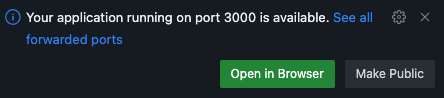 Your application running on port 3000 is available. See all
forwarded ports
Open in Browser
Make Public